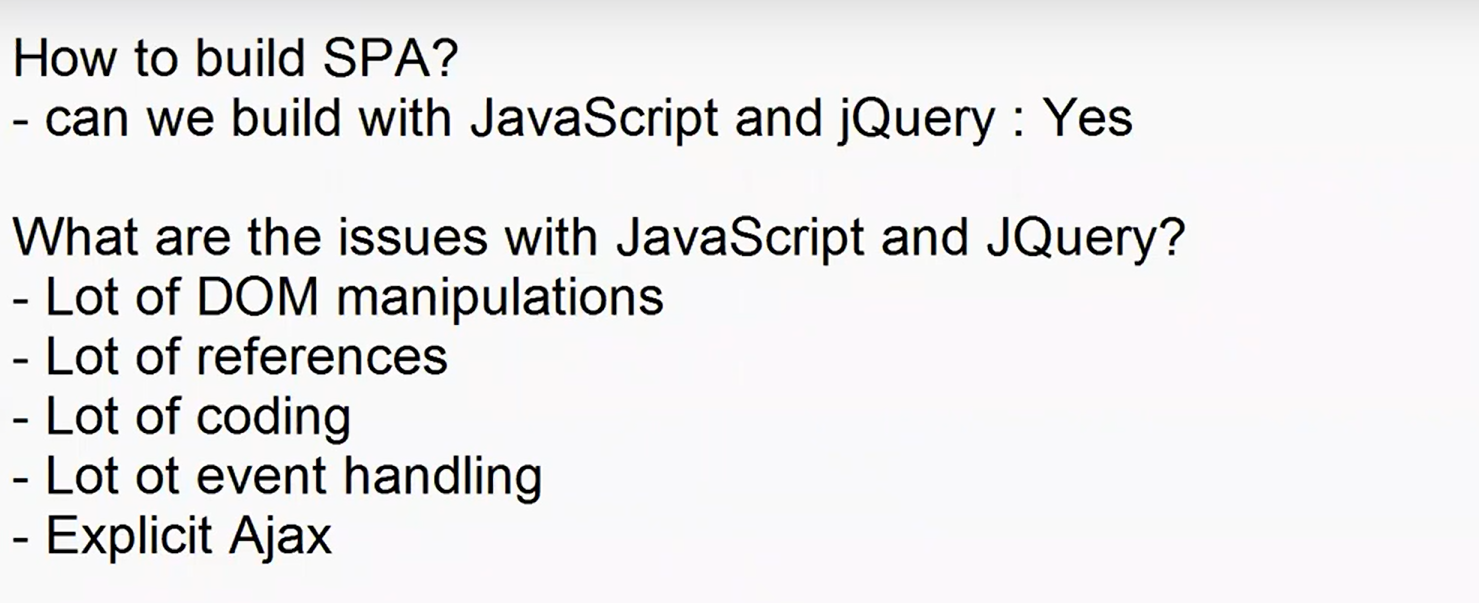 How to build SPA?
- can we build with JavaScript and jQuery : Yes
What are the issues with JavaScript and JQuery?
- Lot of DOM manipulations
- Lot of references
- Lot of coding
- Lot ot event handling
- Explicit Ajax